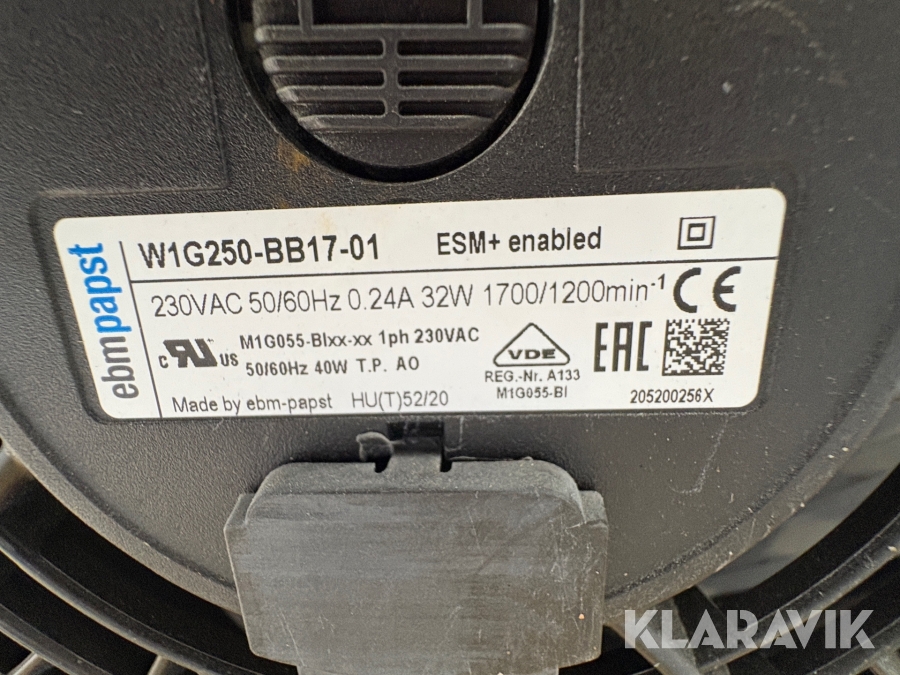 ebmpapst
W1G250-BB17-01 ESM+ enabled
230VAC 50/60Hz 0.24A 32W 1700/1200min-1 CE
c RU US M1G055-BIxx-xx 1ph 230VAC
50/60Hz 40W T.P. AO
VDE
REG.-Nr. A133
M1G055-BI
EAC
Made by ebm-papst HU(T)52/20
205200256X
KLARAVIK